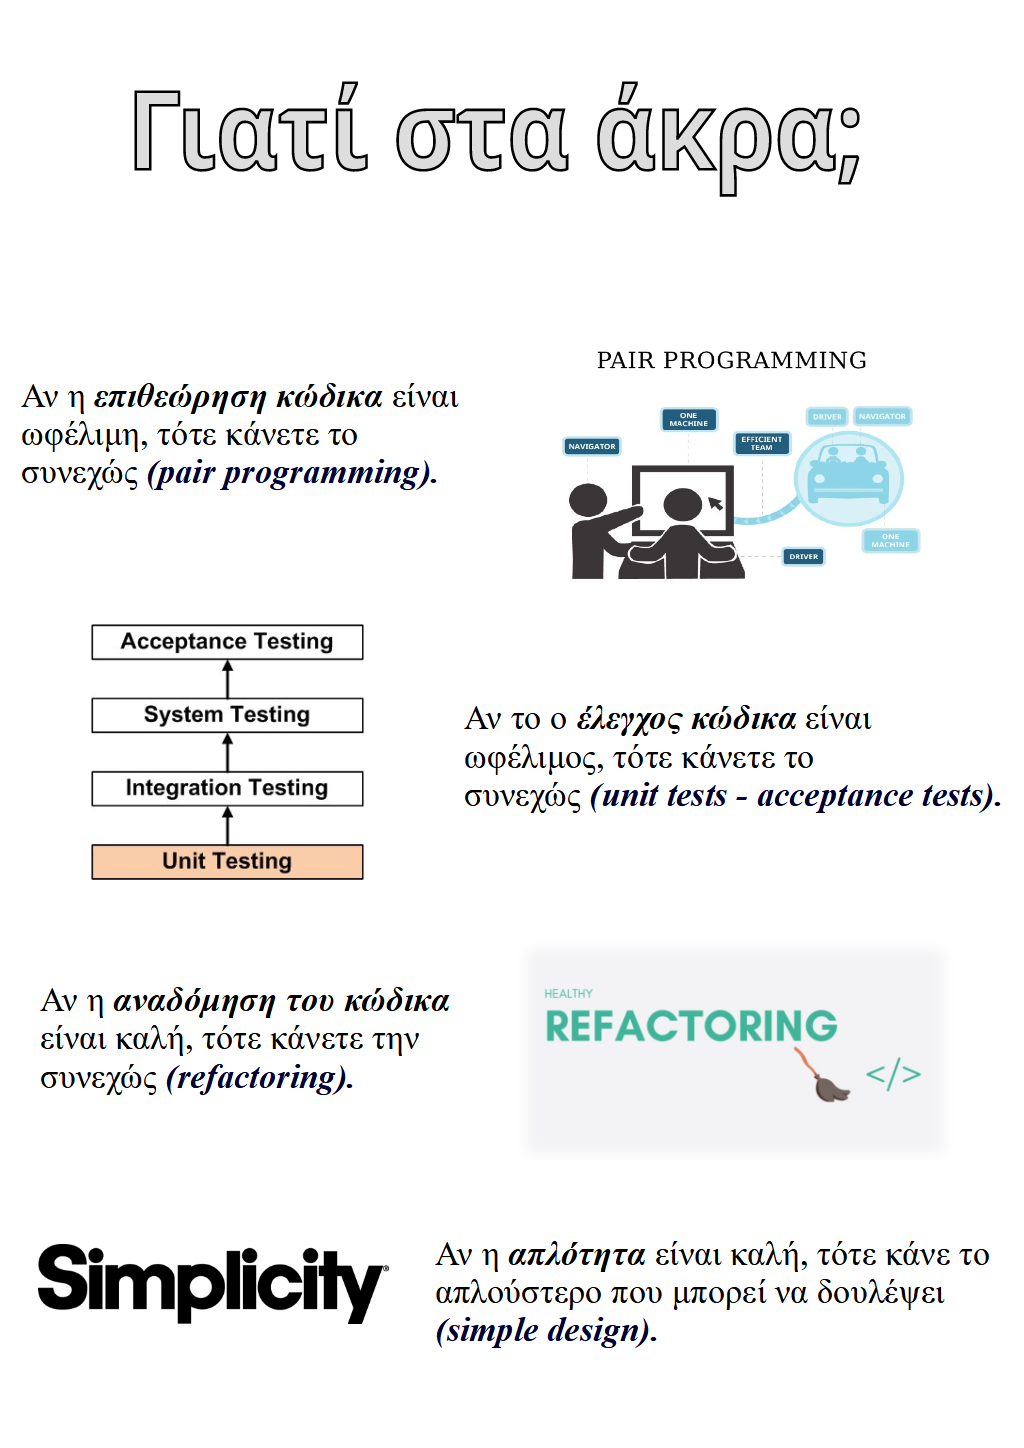 Γιατί στα άκρα;
Αν η επιθεώρηση κώδικα είναι
ωφέλιμη, τότε κάνετε το
συνεχώς (pair programming).
PAIR PROGRAMMING
NAVIGATOR
ONE
MACHINE
EFFICIENT
TEAM
DRIVER
NAVIGATOR
ONE
MACHINE
DRIVER
Acceptance Testing
System Testing
Integration Testing
Unit Testing
Αν το ο έλεγχος κώδικα είναι
ωφέλιμος, τότε κάνετε το
συνεχώς (unit tests - acceptance tests).
Αν η αναδόμηση του κώδικα
είναι καλή, τότε κάνετε την
συνεχώς (refactoring).
HEALTHY
REFACTORING
</>
Simplicity®
Αν η απλότητα είναι καλή, τότε κάνε το
απλούστερο που μπορεί να δουλέψει
(simple design).